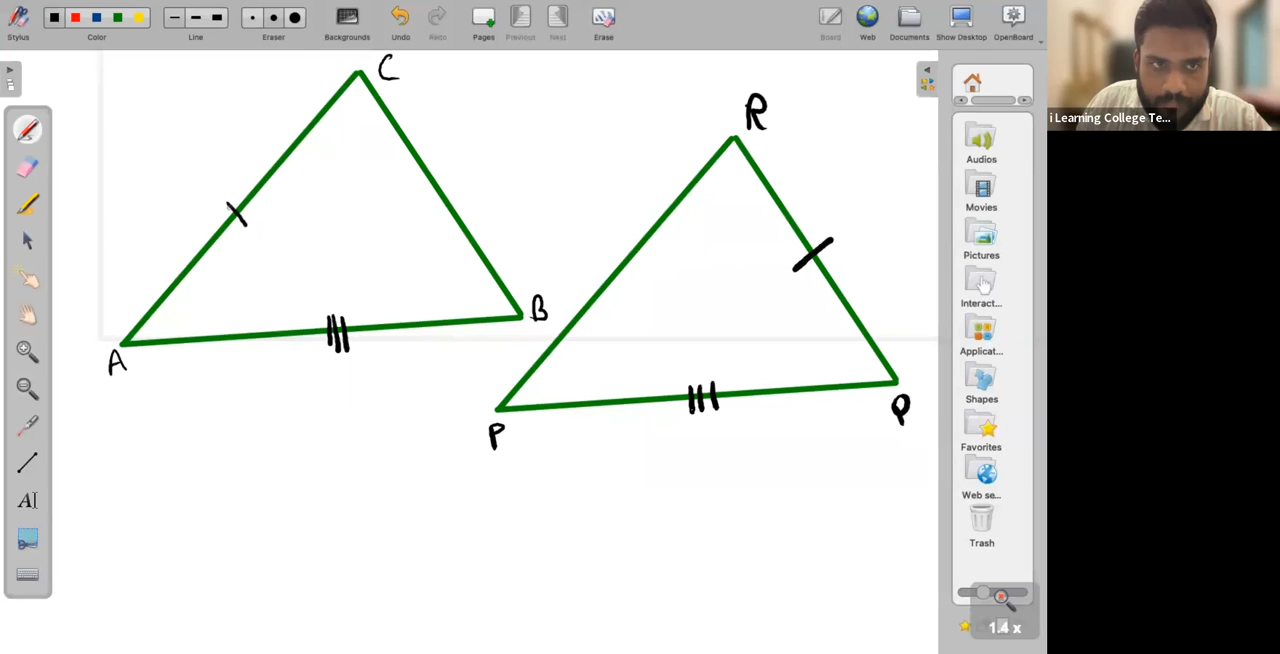 Stylus Color Line Eraser Backgrounds Undo Redo Pages Previous Next Erase Board Web Documents Show Desktop OpenBoard
i Learning College Te...
C
R
Audios
Movies
Pictures
B
Interact...
A
Applicat...
Shapes
P
Q
Favorites
AI
Web se...
Trash
1.4 x